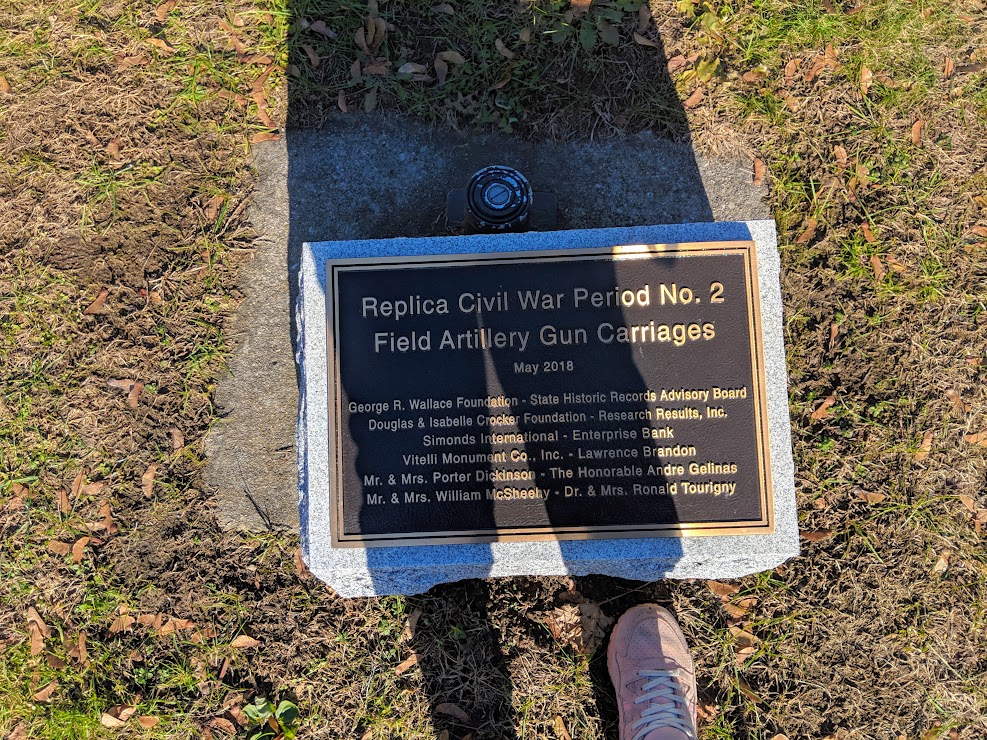 Replica Civil War Period No. 2
Field Artillery Gun Carriages
May 2018
George R. Wallace Foundation - State Historic Records Advisory Board
Douglas & Isabelle Crocker Foundation - Research Results, Inc.
Simonds International - Enterprise Bank
Vitelli Monument Co., Inc. - Lawrence Brandon
Mr. & Mrs. Porter Dickinson - The Honorable Andre Gelinas
Mr. & Mrs. William McSheehy - Dr. & Mrs. Ronald Tourigny